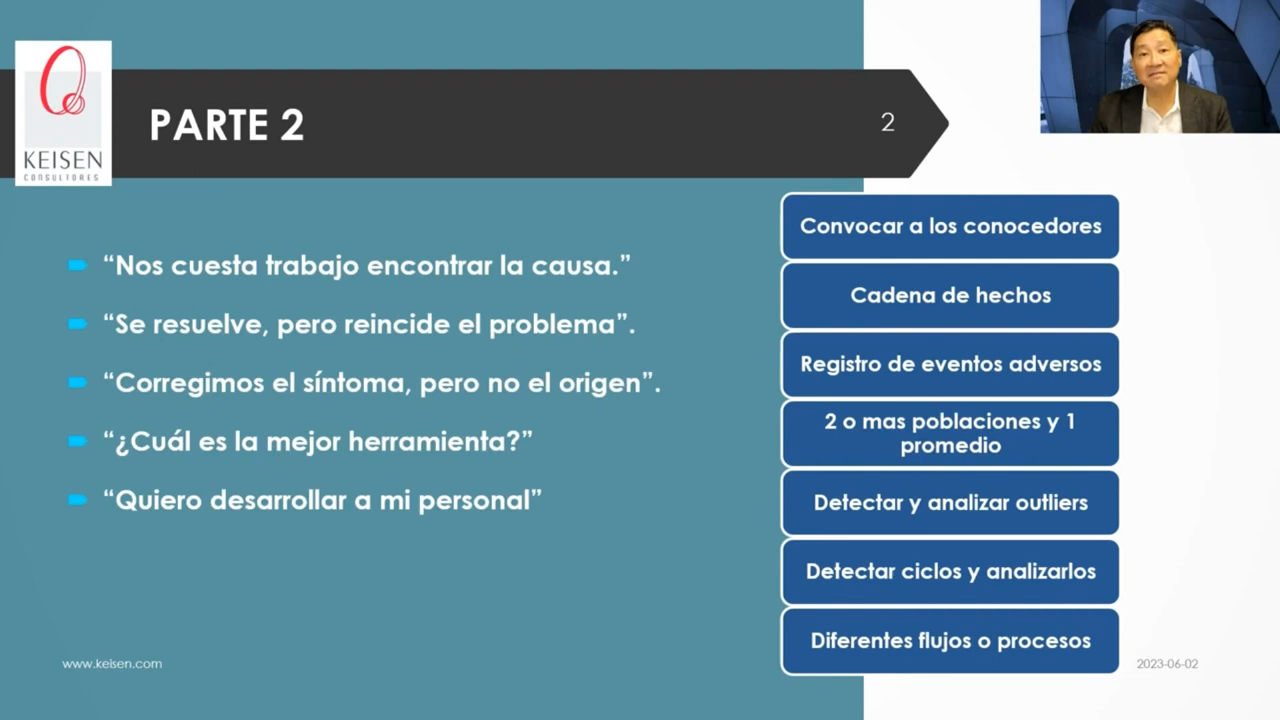 KEISEN
CONSULTORES
PARTE 2
2
“Nos cuesta trabajo encontrar la causa.”
“Se resuelve, pero reincide el problema”.
“Corregimos el síntoma, pero no el origen”.
“¿Cuál es la mejor herramienta?”
“Quiero desarrollar a mi personal”
Convocar a los conocedores
Cadena de hechos
Registro de eventos adversos
2 o mas poblaciones y 1
promedio
Detectar y analizar outliers
Detectar ciclos y analizarlos
Diferentes flujos o procesos
www.keisen.com
2023-06-02